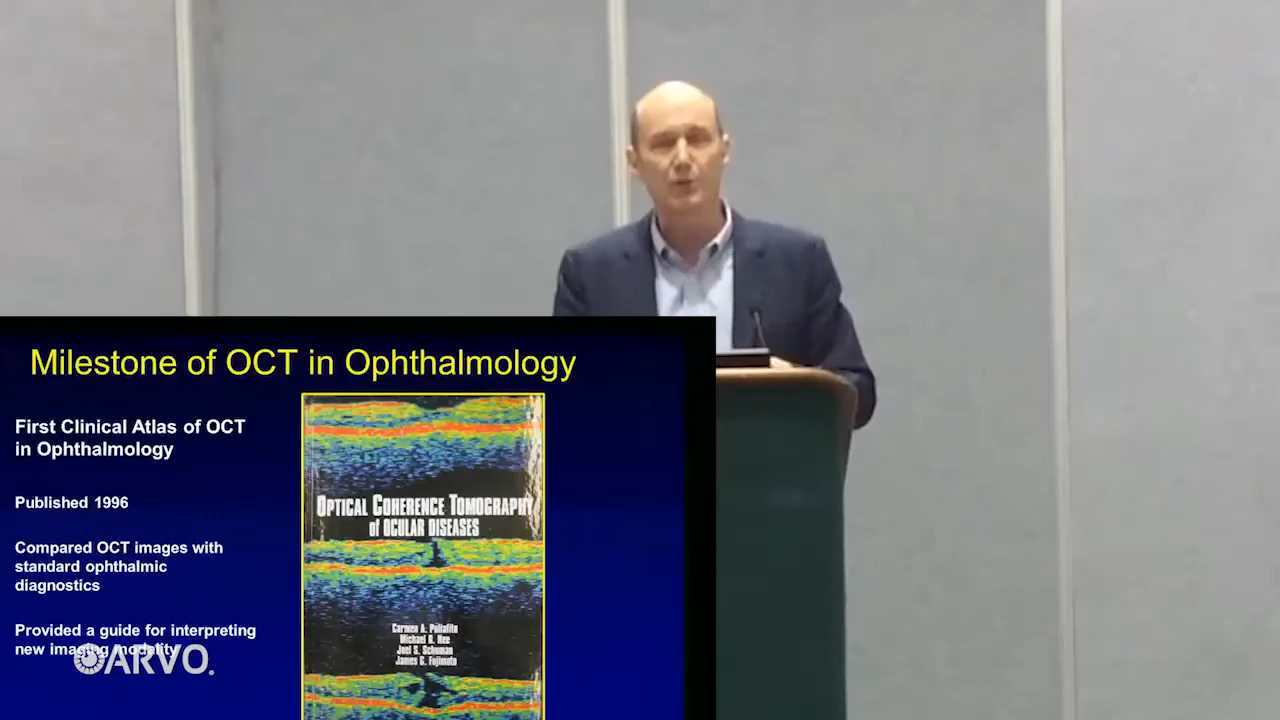 Milestone of OCT in Ophthalmology
First Clinical Atlas of OCT
in Ophthalmology
Published 1996
Compared OCT images with
standard ophthalmic
diagnostics
Provided a guide for interpreting
new imaging modality
OPTICAL COHERENCE TOMOGRAPHY
of OCULAR DISEASES
Carmen A. Puliafito
Michael R. Hee
Joel S. Schuman
James G. Fujimoto
ARVO.